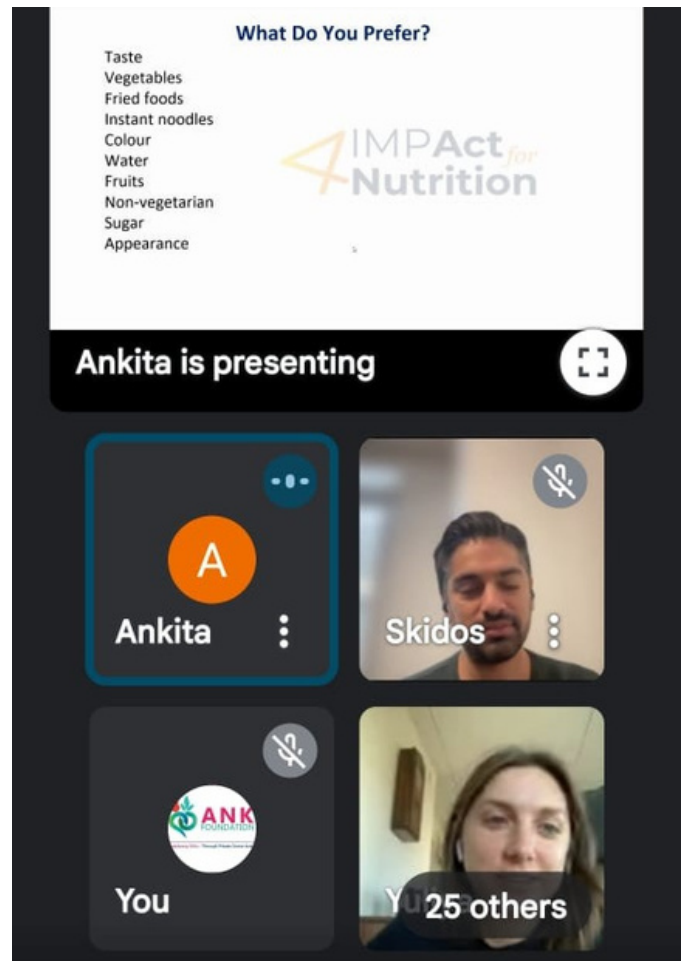 What Do You Prefer?
Taste
Vegetables
Fried foods
Instant noodles
Colour
Water
Fruits
Non-vegetarian
Sugar
Appearance
4 IMPAct for
Nutrition
Ankita is presenting
A
Ankita
Skidos
ANK
FOUNDATION
You
25 others